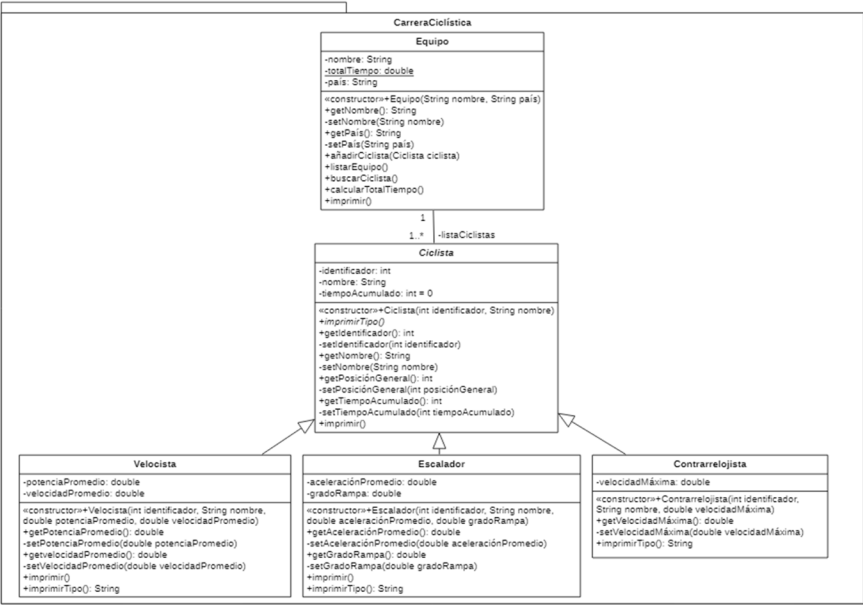 CarreraCiclística
Equipo
-nombre: String
-totalTiempo: double
-país: String
«constructor»+Equipo(String nombre, String país)
+getNombre(): String
-setNombre(String nombre)
+getPaís(): String
-setPaís(String país)
+añadirCiclista(Ciclista ciclista)
+listarEquipo()
+buscarCiclista()
+calcularTotalTiempo()
+imprimir()
1
1..* -listaCiclistas
Ciclista
-identificador: int
-nombre: String
-tiempoAcumulado: int = 0
«constructor»+Ciclista(int identificador, String nombre)
+imprimirTipo()
+getIdentificador(): int
-setIdentificador(int identificador)
+getNombre(): String
-setNombre(String nombre)
+getPosiciónGeneral(): int
-setPosiciónGeneral(int posiciónGeneral)
+getTiempoAcumulado(): int
-setTiempoAcumulado(int tiempoAcumulado)
+imprimir()
Velocista
-potenciaPromedio: double
-velocidadPromedio: double
«constructor»+Velocista(int identificador, String nombre,
double potenciaPromedio, double velocidadPromedio)
+getPotenciaPromedio(): double
-setPotenciaPromedio(double potenciaPromedio)
+getvelocidadPromedio(): double
-setVelocidadPromedio(double velocidadPromedio)
+imprimir()
+imprimirTipo(): String
Escalador
-aceleraciónPromedio: double
-gradoRampa: double
«constructor»+Escalador(int identificador, String nombre,
double aceleraciónPromedio, double gradoRampa)
+getAceleraciónPromedio(): double
-setAceleraciónPromedio(double aceleraciónPromedio)
+getGradoRampa(): double
-setGradoRampa(double gradoRampa)
+imprimir()
+imprimirTipo(): String
Contrarrelojista
-velocidadMáxima: double
«constructor»+Contrarrelojista(int identificador,
String nombre, double velocidadMáxima)
+getVelocidadMáxima(): double
-setVelocidadMáxima(double velocidadMáxima)
+imprimirTipo(): String